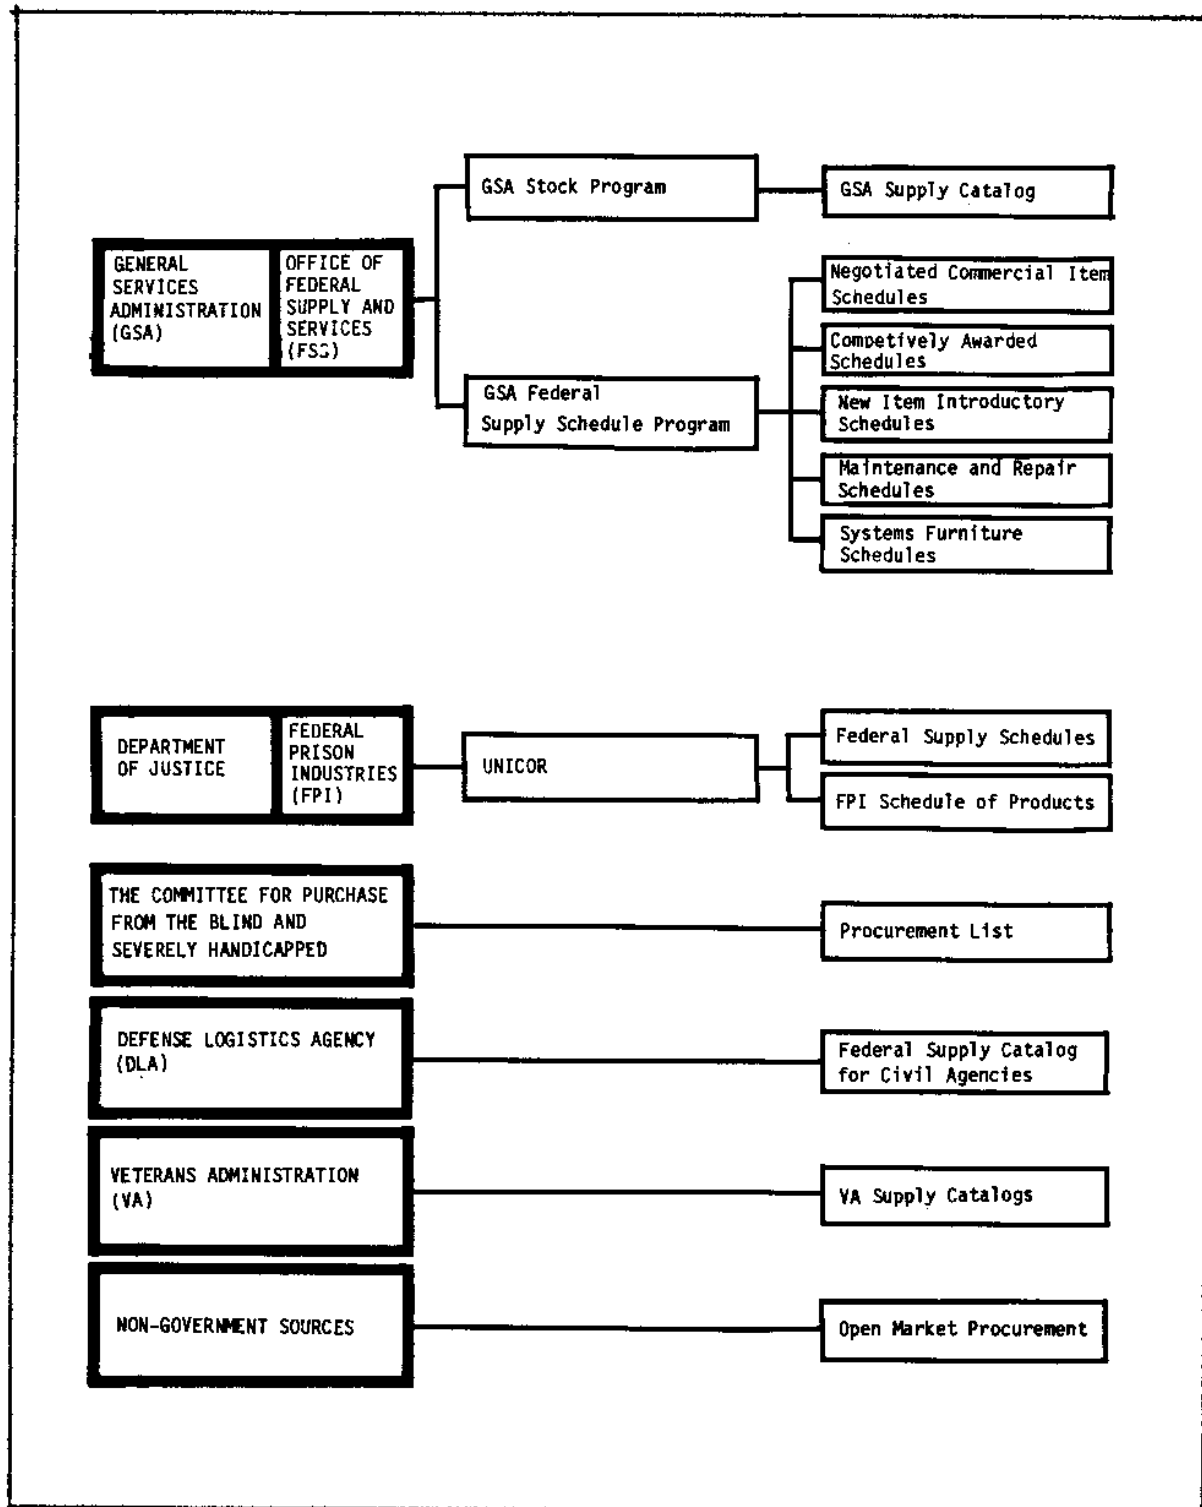 GSA Stock Program
GSA Supply Catalog
GENERAL
SERVICES
ADMINISTRATION
(GSA)
OFFICE OF
FEDERAL
SUPPLY AND
SERVICES
(FSS)
Negotiated Commercial Item
Schedules
Competively Awarded
Schedules
GSA Federal
Supply Schedule Program
New Item Introductory
Schedules
Maintenance and Repair
Schedules
Systems Furniture
Schedules
DEPARTMENT
OF JUSTICE
FEDERAL
PRISON
INDUSTRIES
(FPI)
UNICOR
Federal Supply Schedules
FPI Schedule of Products
THE COMMITTEE FOR PURCHASE
FROM THE BLIND AND
SEVERELY HANDICAPPED
Procurement List
DEFENSE LOGISTICS AGENCY
(DLA)
Federal Supply Catalog
for Civil Agencies
VETERANS ADMINISTRATION
(VA)
VA Supply Catalogs
NON-GOVERNMENT SOURCES
Open Market Procurement